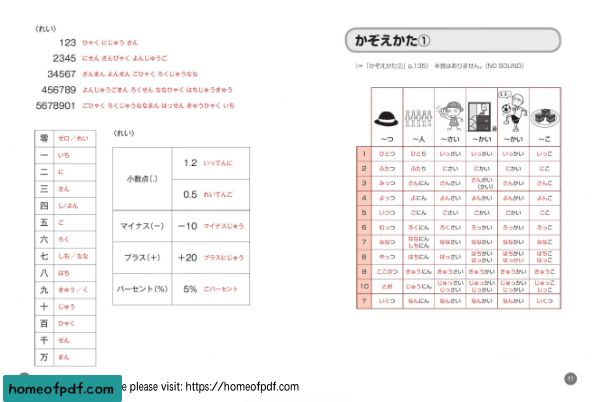 (れい)
123 ひゃく にじゅう さん
2345 にせん さんびゃく よんじゅうご
34567 さんまん よんせん ごひゃく ろくじゅうなな
456789 よんじゅうごまん ろくせん ななひゃく はちじゅうきゅう
5678901 ごひゃく ろくじゅうななまん はっせん きゅうひゃく いち
零 ゼロ/れい
一 いち
二 に
三 さん
四 し/よん
五 ご
六 ろく
七 しち/なな
八 はち
九 きゅう/く
十 じゅう
百 ひゃく
千 せん
万 まん
(れい)
小数点(.) 1.2 いってんに
0.5 れいてんご
マイナス(−) −10 マイナスじゅう
プラス(+) +20 プラスにじゅう
パーセント(%) 5% ごパーセント
かぞえかた①
(☞「かぞえかた②」p.135) ※音はありません。(NO SOUND)
〜つ 〜人 〜さい 〜かい 〜かい 〜こ
1 ひとつ ひとり いっさい いっかい いっかい いっこ
2 ふたつ ふたり にさい にかい にかい にこ
3 みっつ さんにん さんさい さんがい (かい) さんかい さんこ
4 よっつ よにん よんさい よんかい よんかい よんこ
5 いつつ ごにん ごさい ごかい ごかい ごこ
6 むっつ ろくにん ろくさい ろっかい ろっかい ろっこ
7 ななつ ななにん しちにん ななさい ななかい ななかい ななこ
8 やっつ はちにん はっさい はちかい はっかい はちかい はっかい はちこ はっこ
9 ここのつ きゅうにん きゅうさい きゅうかい きゅうかい きゅうこ
10 とお じゅうにん じゅっさい じっさい じゅっかい じっかい じゅっかい じっかい じゅっこ じっこ
? いくつ なんにん なんさい なんがい なんかい いくつ
11
homeofpdf.com
e please visit: https://homeofpdf.com